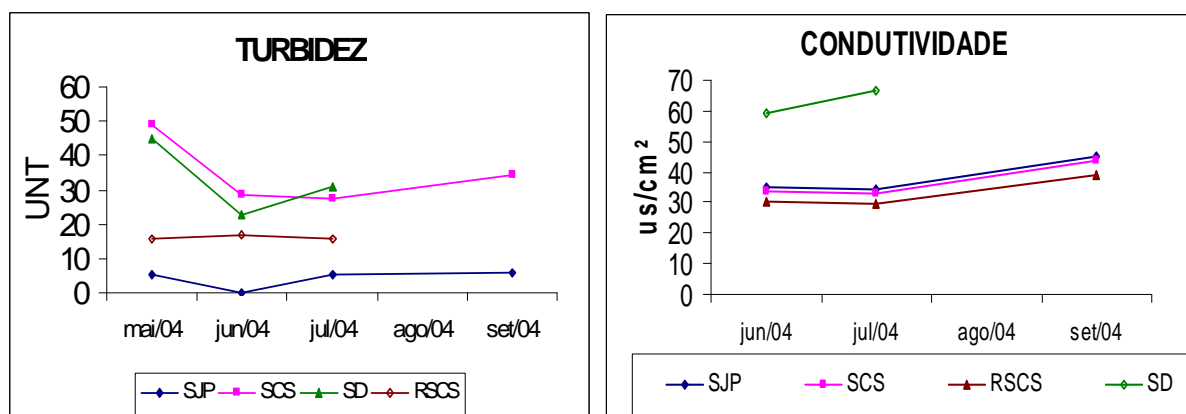 TURBIDEZ
60
50
40
30
20
10
0
UNT
mai/04 jun/04 jul/04 ago/04 set/04
SJP SCS SD RSCS
CONDUTIVIDADE
70
60
50
40
30
20
10
0
us/cm²
jun/04 jul/04 ago/04 set/04
SJP SCS RSCS SD